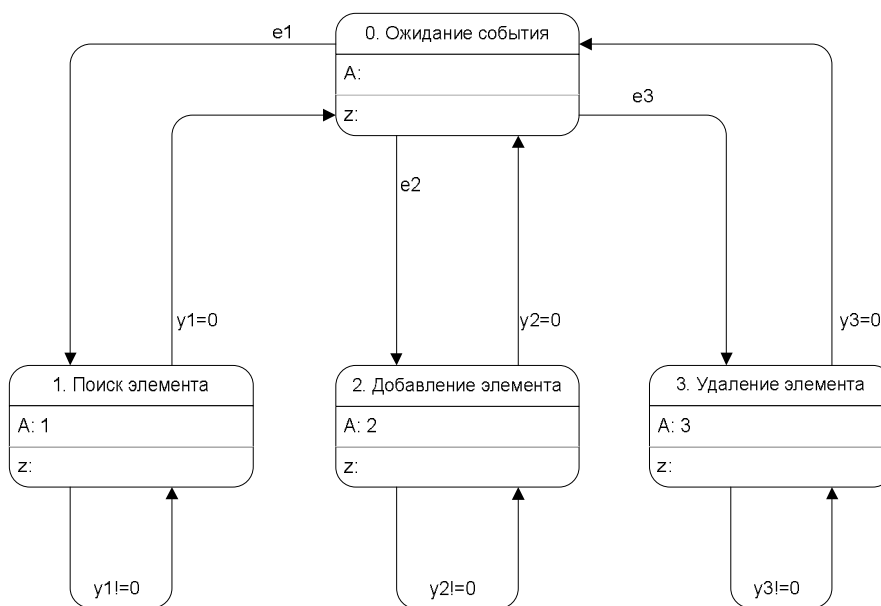 e1
0. Ожидание события
A:
z:
e3
e2
y1=0
y2=0
y3=0
1. Поиск элемента
A: 1
z:
2. Добавление элемента
A: 2
z:
3. Удаление элемента
A: 3
z:
y1!=0
y2!=0
y3!=0